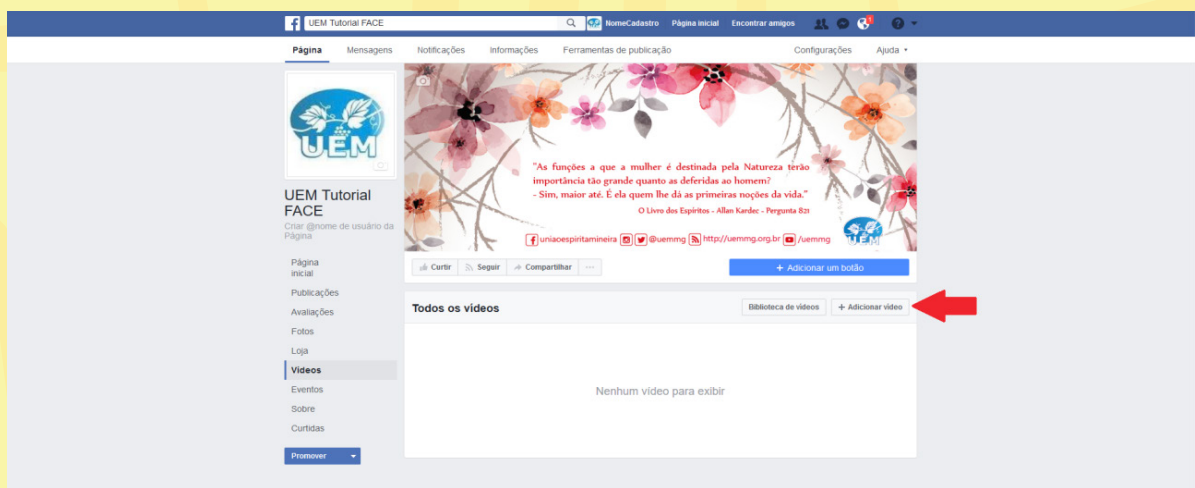 UEM Tutorial FACE
NomeCadastro Página inicial Encontrar amigos
Página Mensagens Notificações Informações Ferramentas de publicação Configurações Ajuda
UEM
"As funções a que a mulher é destinada pela Natureza terão
importância tão grande quanto as deferidas ao homem?
- Sim, maior até. É ela quem lhe dá as primeiras noções da vida."
O Livro dos Espíritos - Allan Kardec - Pergunta 821
uniaoespiritamineira @uemmg http://uemmg.org.br /uemmg
UEM
UEM Tutorial
FACE
Criar @nome de usuário da
Página
Página
inicial
Publicações
Avaliações
Fotos
Loja
Vídeos
Eventos
Sobre
Curtidas
Promover
Curtir Seguir Compartilhar ...
+ Adicionar um botão
Todos os vídeos
Biblioteca de vídeos + Adicionar vídeo
Nenhum vídeo para exibir